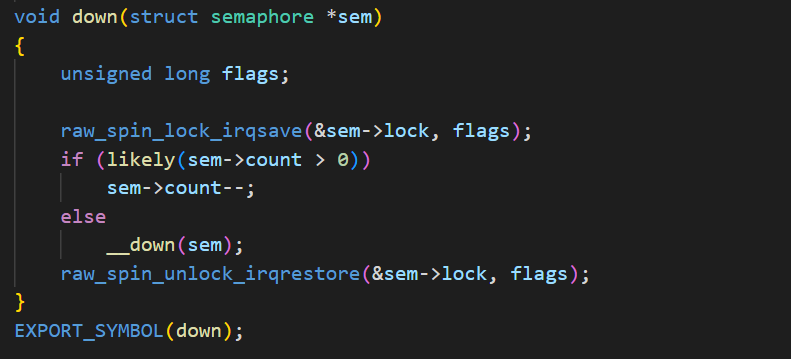 void down(struct semaphore *sem)
{
    unsigned long flags;

    raw_spin_lock_irqsave(&sem->lock, flags);
    if (likely(sem->count > 0))
        sem->count--;
    else
        __down(sem);
    raw_spin_unlock_irqrestore(&sem->lock, flags);
}
EXPORT_SYMBOL(down);